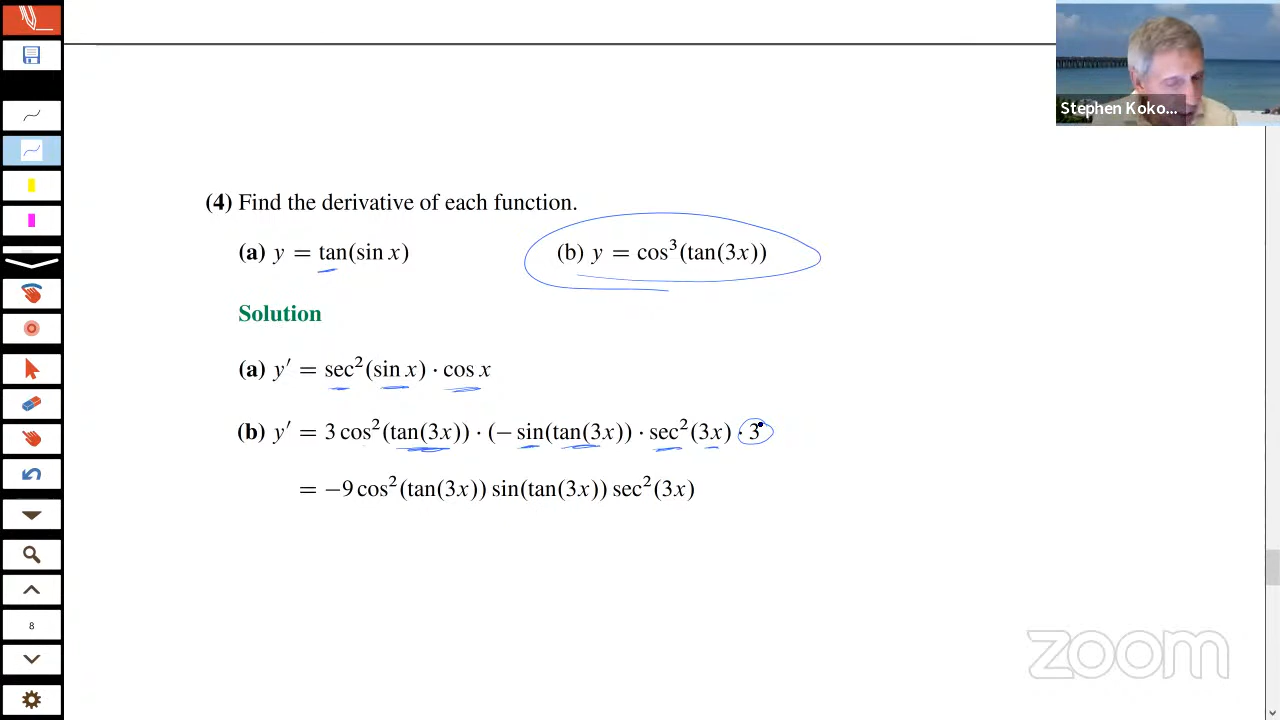 Stephen Koko...
(4) Find the derivative of each function.
(a) y = tan(sin x) (b) y = cos³(tan(3x))
Solution
(a) y′ = sec²(sin x) · cos x
(b) y′ = 3 cos²(tan(3x)) · (− sin(tan(3x)) · sec²(3x) · 3
= −9 cos²(tan(3x)) sin(tan(3x)) sec²(3x)
8
zoom